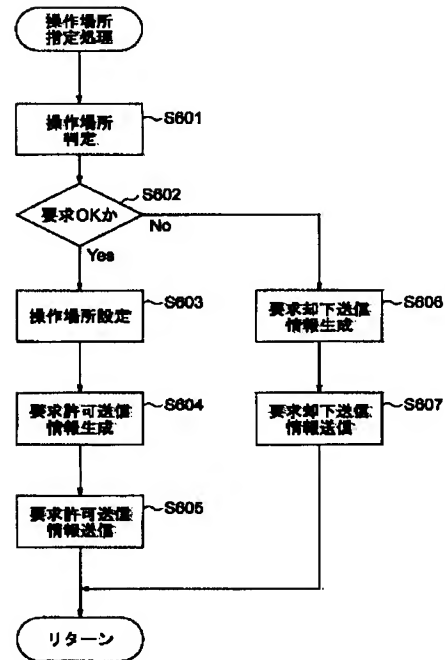 操作場所
指定処理
操作場所
判定
S601
要求OKか
S602
No
Yes
操作場所設定
S603
要求許可送信
情報生成
S604
要求許可送信
情報送信
S605
要求却下送信
情報生成
S606
要求却下送信
情報送信
S607
リターン